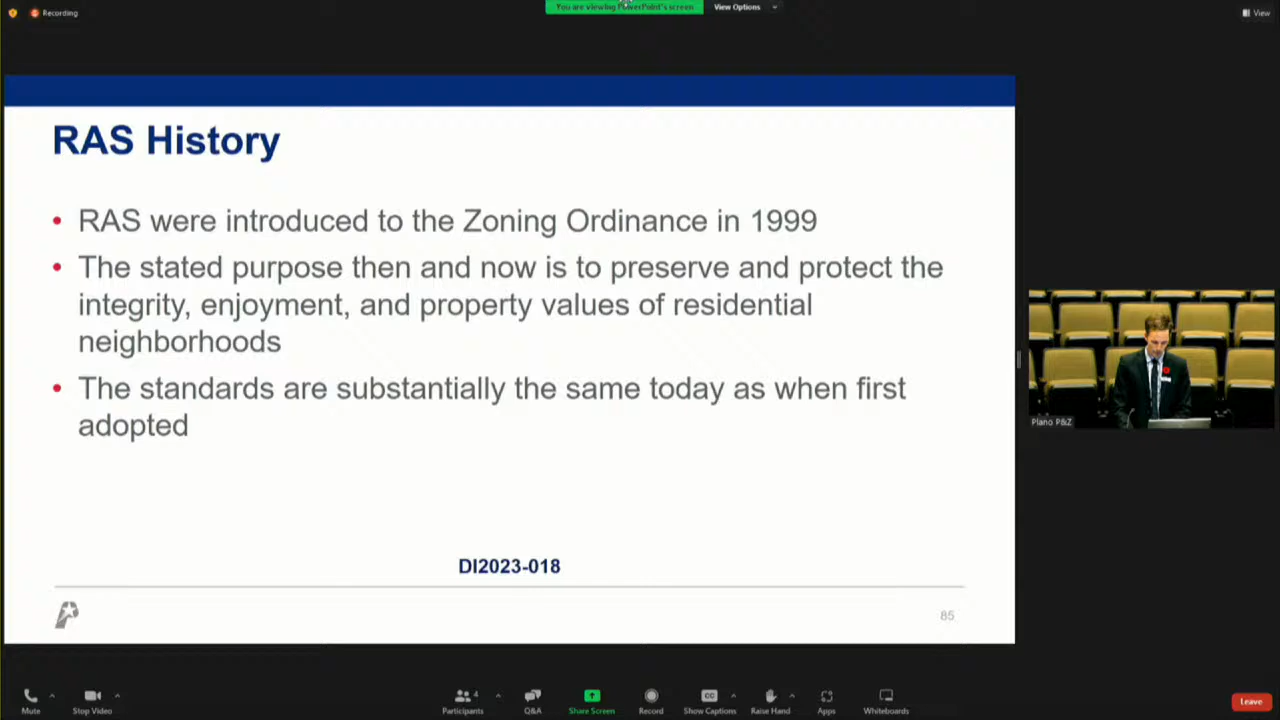 Recording
You are viewing PowerPoint's screen
View Options
View
RAS History
• RAS were introduced to the Zoning Ordinance in 1999
• The stated purpose then and now is to preserve and protect the
integrity, enjoyment, and property values of residential
neighborhoods
• The standards are substantially the same today as when first
adopted
Plano P&Z
DI2023-018
85
Mute
Stop Video
4
Participants
Q&A
Share Screen
Record
CC
Show Captions
Raise Hand
Apps
Whiteboards
Leave